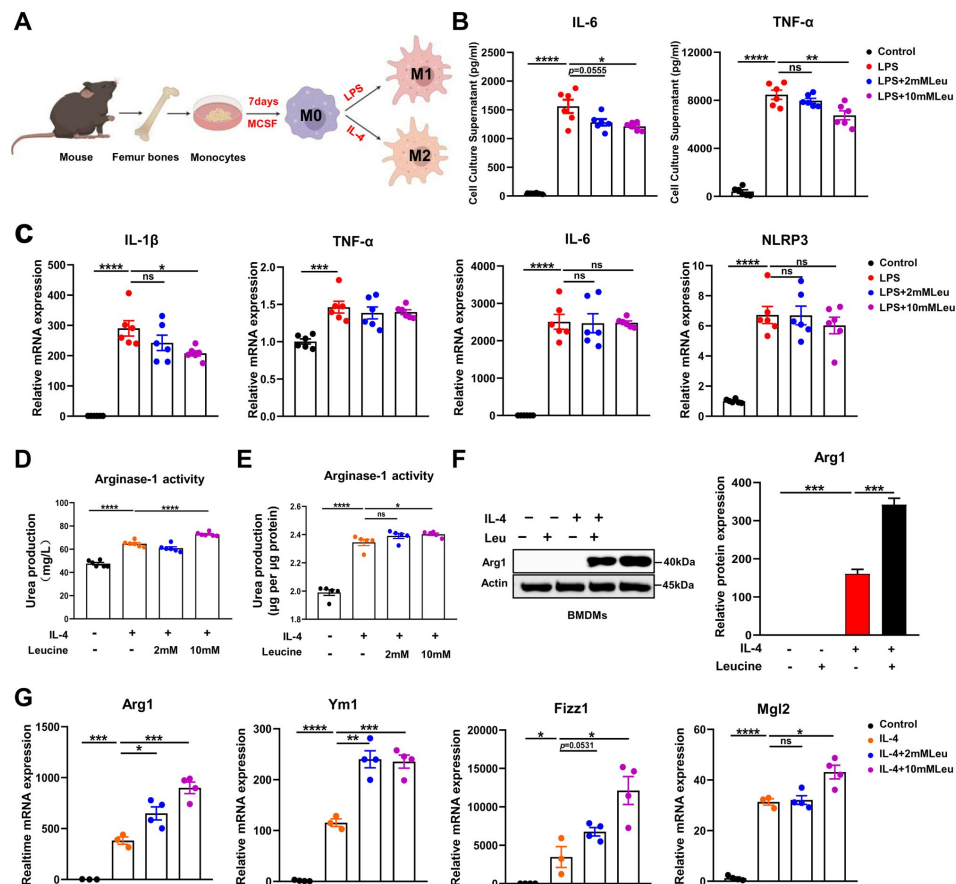 A
Mouse
Femur bones
Monocytes
7days
MCSF
M0
LPS
IL-4
M1
M2
B
IL-6
Cell Culture Supernatant (pg/ml)
2500
2000
1500
1000
500
0
****
*
p=0.0555
TNF-α
Cell Culture Supernatant (pg/ml)
12000
8000
4000
0
****
**
ns
Control
LPS
LPS+2mMLeu
LPS+10mMLeu
C
IL-1β
Relative mRNA expression
500
400
300
200
100
0
****
*
ns
TNF-α
Relative mRNA expression
2.0
1.5
1.0
0.5
0.0
***
IL-6
Relative mRNA expression
4000
3000
2000
1000
0
****
ns
ns
NLRP3
Relative mRNA expression
10
8
6
4
2
0
****
ns
ns
Control
LPS
LPS+2mMLeu
LPS+10mMLeu
D
Arginase-1 activity
Urea production
(mg/L)
100
80
60
40
20
0
****
****
IL-4
- + + +
Leucine
- - 2mM 10mM
E
Arginase-1 activity
Urea production
(μg per μg protein)
2.6
2.4
2.2
2.0
1.8
****
*
ns
IL-4
- + + +
Leucine
- - 2mM 10mM
F
IL-4 - - + +
Leu - + - +
Arg1
40kDa
Actin
45kDa
BMDMs
Arg1
Relative protein expression
400
300
200
100
0
***
***
IL-4 - - + +
Leucine - + - +
G
Arg1
Realtime mRNA expression
1500
1000
500
0
***
***
*
Ym1
Relative mRNA expression
300
200
100
0
****
***
**
Fizz1
Relative mRNA expression
20000
15000
10000
5000
0
*
*
p=0.0531
Mgl2
Relative mRNA expression
60
40
20
0
****
*
ns
Control
IL-4
IL-4+2mMLeu
IL-4+10mMLeu